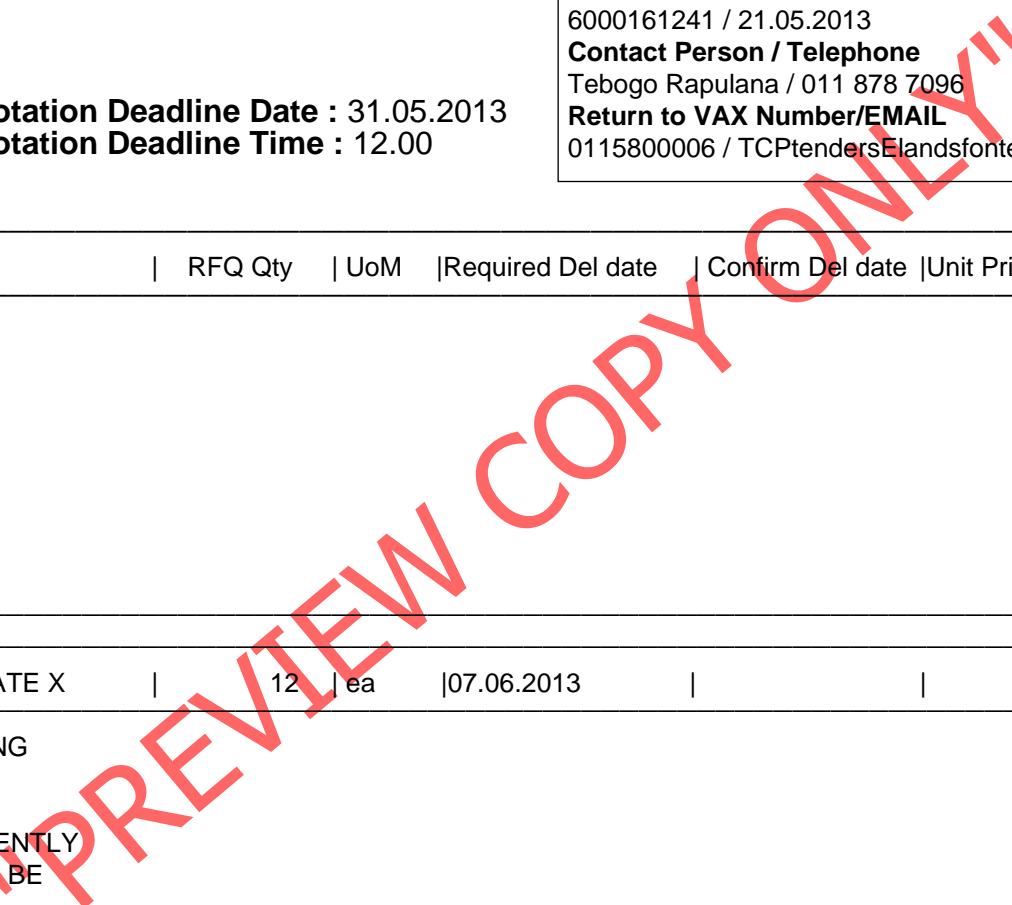 6000161241 / 21.05.2013
Contact Person / Telephone
Tebogo Rapulana / 011 878 7096
otation Deadline Date : 31.05.2013
Return to VAX Number/EMAIL
otation Deadline Time : 12.00
0115800006 / TCPtendersElandsfonte
| RFQ Qty | UoM |Required Del date | Confirm Del date |Unit Pri
ATE X | 12 | ea |07.06.2013 | |
NG
ENTLY
BE
"PREVIEW COPY ONLY"